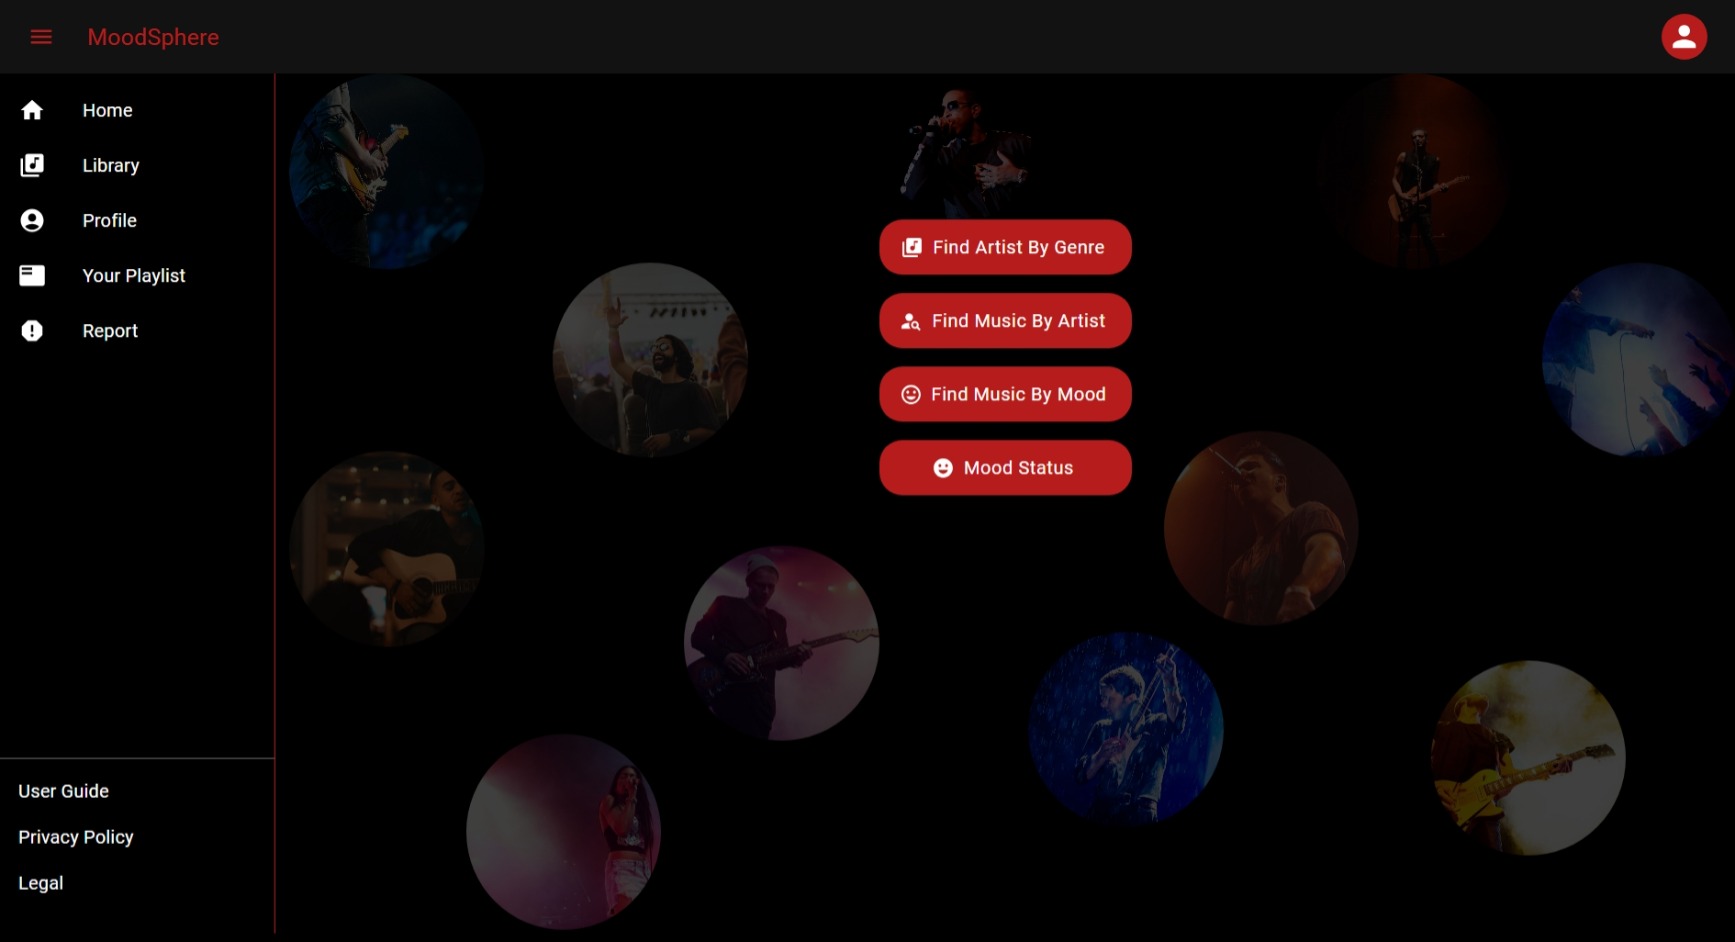 MoodSphere
Home
Library
Profile
Your Playlist
Report
Find Artist By Genre
Find Music By Artist
Find Music By Mood
Mood Status
User Guide
Privacy Policy
Legal